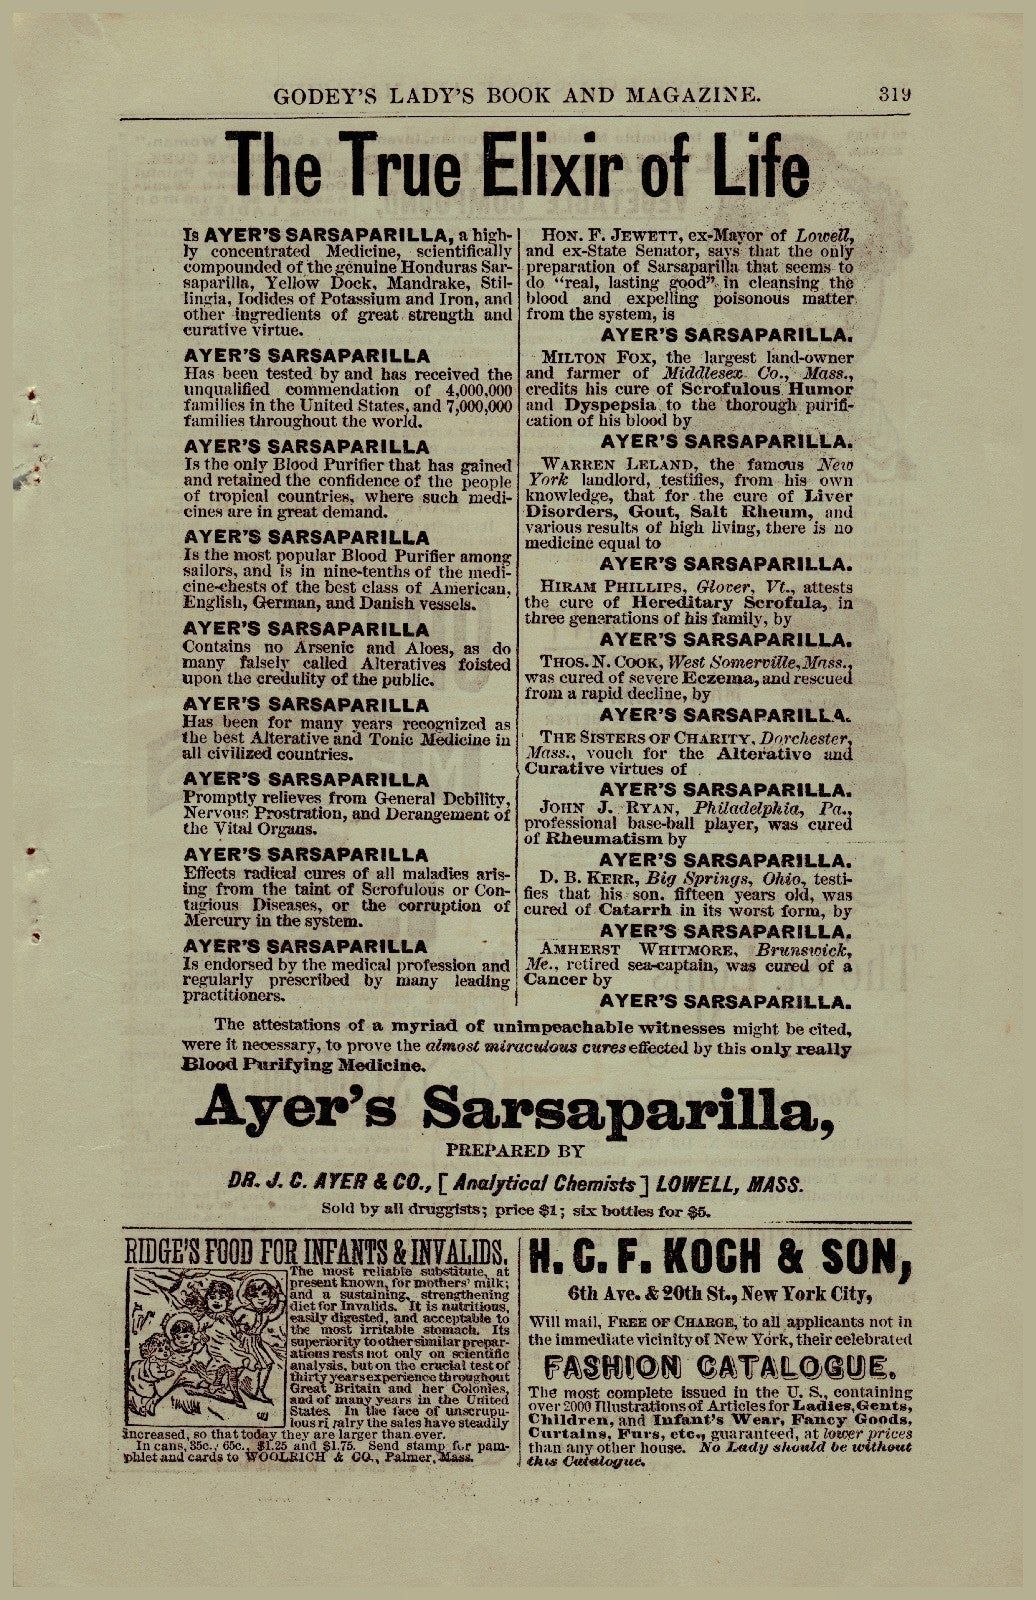 GODEY'S LADY'S BOOK AND MAGAZINE. 319
The True Elixir of Life
Is AYER'S SARSAPARILLA, a high-
ly concentrated Medicine, scientifically
compounded of the genuine Honduras Sar-
saparilla, Yellow Dock, Mandrake, Stil-
lingia, Iodides of Potassium and Iron, and
other ingredients of great strength and
curative virtue.
AYER'S SARSAPARILLA
Has been tested by and has received the
unqualified commendation of 4,000,000
families in the United States, and 7,000,000
families throughout the world.
AYER'S SARSAPARILLA
Is the only Blood Purifier that has gained
and retained the confidence of the people
of tropical countries, where such medi-
cines are in great demand.
AYER'S SARSAPARILLA
Is the most popular Blood Purifier among
sailors, and is in nine-tenths of the medi-
cine-chests of the best class of American,
English, German, and Danish vessels.
AYER'S SARSAPARILLA
Contains no Arsenic and Aloes, as do
many falsely called Alteratives foisted
upon the credulity of the public.
AYER'S SARSAPARILLA
Has been for many years recognized as
the best Alterative and Tonic Medicine in
all civilized countries.
AYER'S SARSAPARILLA
Promptly relieves from General Debility,
Nervous Prostration, and Derangement of
the Vital Organs.
AYER'S SARSAPARILLA
Effects radical cures of all maladies aris-
ing from the taint of Scrofulous or Con-
tagious Diseases, or the corruption of
Mercury in the system.
AYER'S SARSAPARILLA
Is endorsed by the medical profession and
regularly prescribed by many leading
practitioners.
HON. F. JEWETT, ex-Mayor of Lowell,
and ex-State Senator, says that the only
preparation of Sarsaparilla that seems to
do "real, lasting good" in cleansing the
blood and expelling poisonous matter
from the system, is
AYER'S SARSAPARILLA.
MILTON FOX, the largest land-owner
and farmer of Middlesex Co., Mass.,
credits his cure of Scrofulous Humor
and Dyspepsia to the thorough purifi-
cation of his blood by
AYER'S SARSAPARILLA.
WARREN LELAND, the famous New
York landlord, testifies, from his own
knowledge, that for the cure of Liver
Disorders, Gout, Salt Rheum, and
various results of high living, there is no
medicine equal to
AYER'S SARSAPARILLA.
HIRAM PHILLIPS, Glover, Vt., attests
the cure of Hereditary Scrofula, in
three generations of his family, by
AYER'S SARSAPARILLA.
THOS. N. COOK, West Somerville, Mass.,
was cured of severe Eczema, and rescued
from a rapid decline, by
AYER'S SARSAPARILLA.
THE SISTERS OF CHARITY, Dorchester,
Mass., vouch for the Alterative and
Curative virtues of
AYER'S SARSAPARILLA.
JOHN J. RYAN, Philadelphia, Pa.,
professional base-ball player, was cured
of Rheumatism by
AYER'S SARSAPARILLA.
D. B. KERR, Big Springs, Ohio, testi-
fies that his son. fifteen years old, was
cured of Catarrh in its worst form, by
AYER'S SARSAPARILLA.
AMHERST WHITMORE, Brunswick,
Me., retired sea-captain, was cured of a
Cancer by
AYER'S SARSAPARILLA.
The attestations of a myriad of unimpeachable witnesses might be cited,
were it necessary, to prove the almost miraculous cures effected by this only really
Blood Purifying Medicine.
Ayer's Sarsaparilla,
PREPARED BY
DR. J. C. AYER & CO., [ Analytical Chemists ] LOWELL, MASS.
Sold by all druggists; price $1; six bottles for $5.
RIDGE'S FOOD FOR INFANTS & INVALIDS.
The most reliable substitute, at
present known, for mothers' milk;
and a sustaining, strengthening
diet for Invalids. It is nutritious,
easily digested, and acceptable to
the most irritable stomach. Its
superiority to other similar prepar-
ations rests not only on scientific
analysis, but on the crucial test of
thirty years experience throughout
Great Britain and her Colonies,
and of many years in the United
States. In the face of unscrupu-
lous rivalry the sales have steadily
increased, so that today they are larger than ever.
In cans, 35c., 65c., $1.25 and $1.75. Send stamp for pam-
phlet and cards to WOOLRICH & CO., Palmer, Mass.
H. C. F. KOCH & SON,
6th Ave. & 20th St., New York City,
Will mail, FREE OF CHARGE, to all applicants not in
the immediate vicinity of New York, their celebrated
FASHION CATALOGUE.
The most complete issued in the U. S., containing
over 2000 Illustrations of Articles for Ladies, Gents,
Children, and Infant's Wear, Fancy Goods,
Curtains, Furs, etc., guaranteed, at lower prices
than any other house. No Lady should be without
this Catalogue.